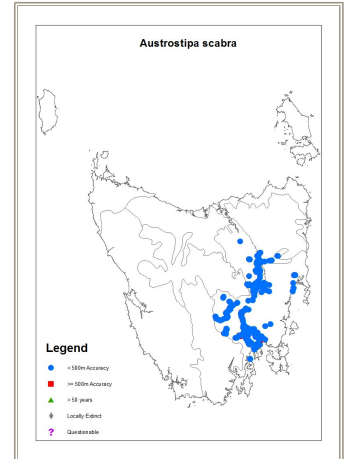 Austrostipa scabra
Legend
< 500m Accuracy
>= 500m Accuracy
> 50 years
Locally Extinct
? Questionable